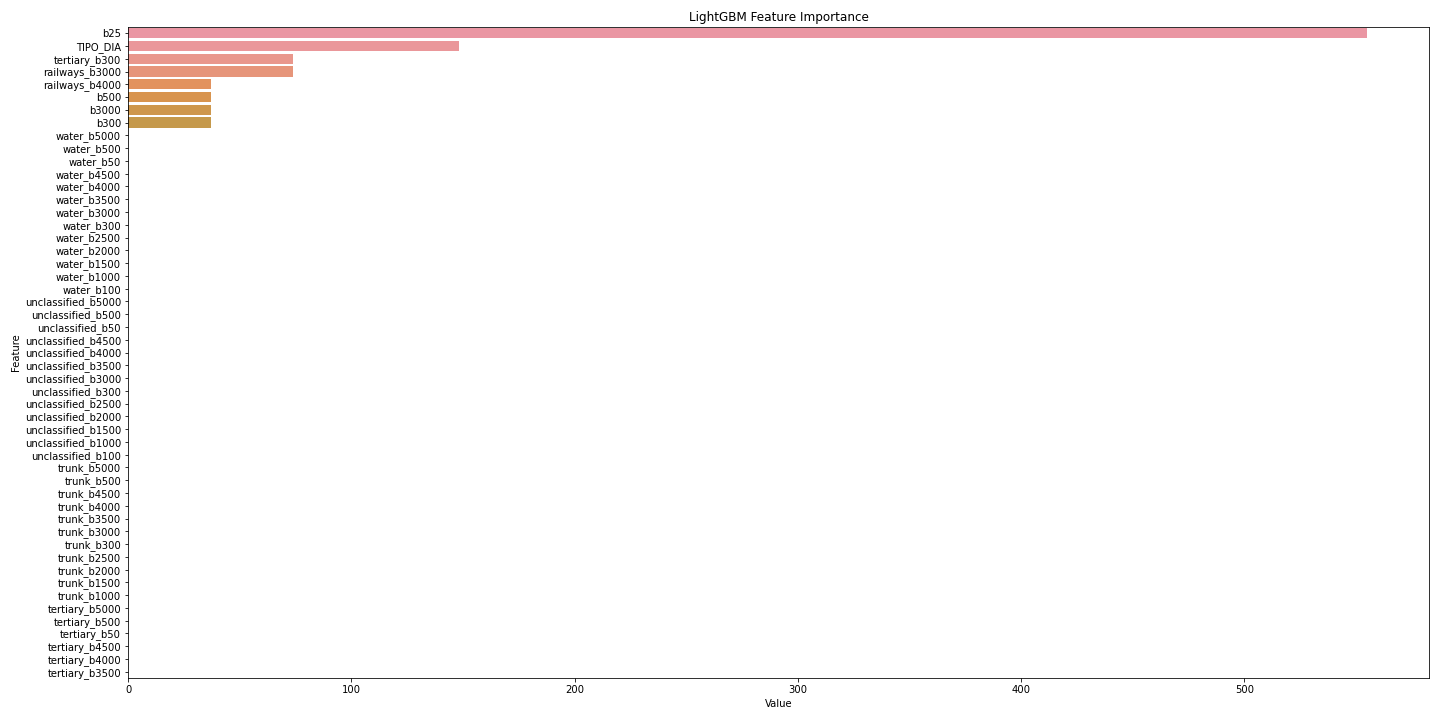 LightGBM Feature Importance
b25
TIPO_DIA
tertiary_b300
railways_b3000
railways_b4000
b500
b3000
b300
water_b5000
water_b500
water_b50
water_b4500
water_b4000
water_b3500
water_b3000
water_b300
water_b2500
water_b2000
water_b1500
water_b1000
water_b100
unclassified_b5000
unclassified_b500
unclassified_b50
unclassified_b4500
unclassified_b4000
unclassified_b3500
unclassified_b3000
unclassified_b300
unclassified_b2500
unclassified_b2000
unclassified_b1500
unclassified_b1000
unclassified_b100
trunk_b5000
trunk_b500
trunk_b4500
trunk_b4000
trunk_b3500
trunk_b3000
trunk_b300
trunk_b2500
trunk_b2000
trunk_b1500
trunk_b1000
tertiary_b5000
tertiary_b500
tertiary_b50
tertiary_b4500
tertiary_b4000
tertiary_b3500
Feature
0 100 200 300 400 500
Value